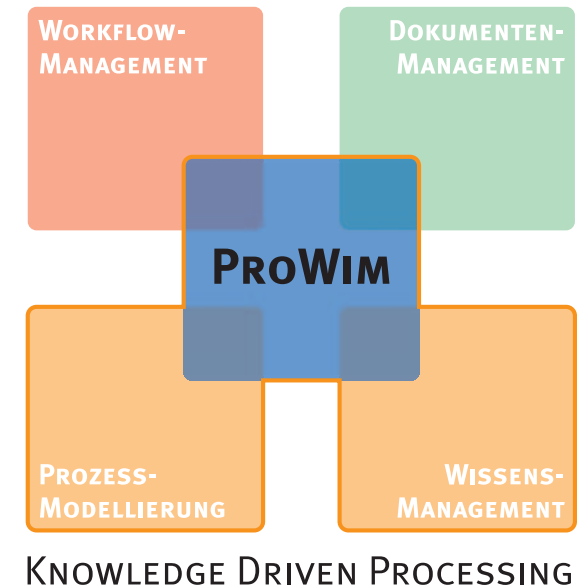 WORKFLOW-
MANAGEMENT
DOKUMENTEN-
MANAGEMENT
PROWIM
PROZESS-
MODELLIERUNG
WISSENS-
MANAGEMENT
KNOWLEDGE DRIVEN PROCESSING